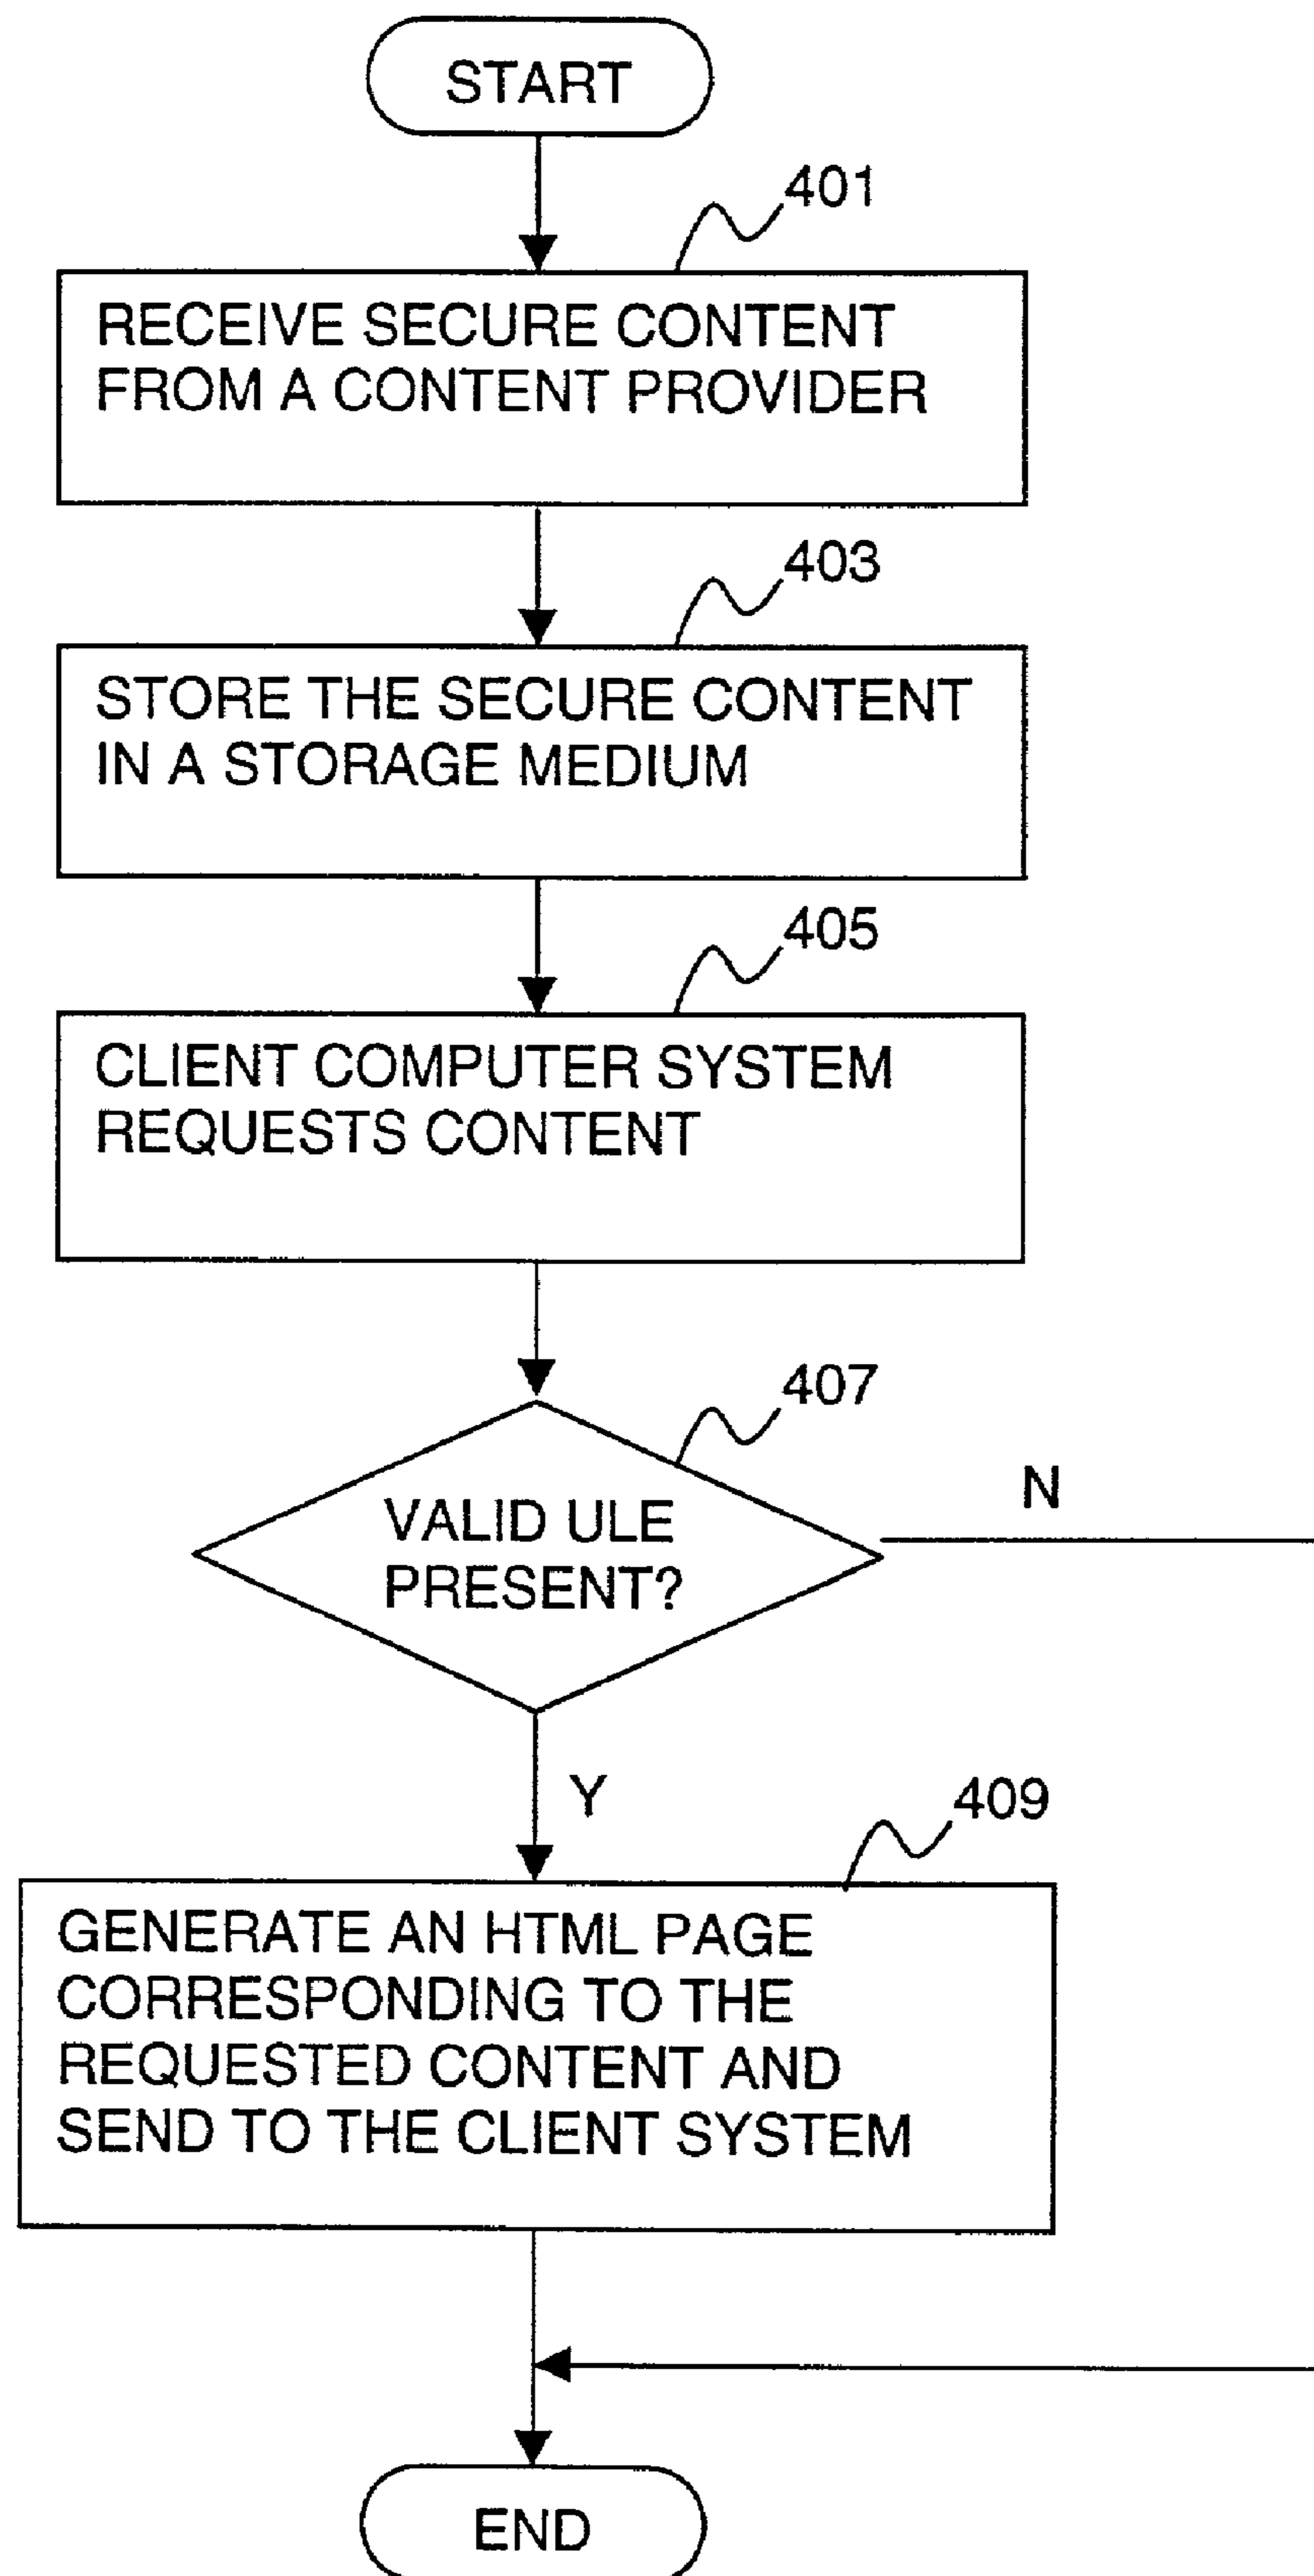 START
401
RECEIVE SECURE CONTENT
FROM A CONTENT PROVIDER
403
STORE THE SECURE CONTENT
IN A STORAGE MEDIUM
405
CLIENT COMPUTER SYSTEM
REQUESTS CONTENT
407
VALID ULE
PRESENT?
N
Y
409
GENERATE AN HTML PAGE
CORRESPONDING TO THE
REQUESTED CONTENT AND
SEND TO THE CLIENT SYSTEM
END